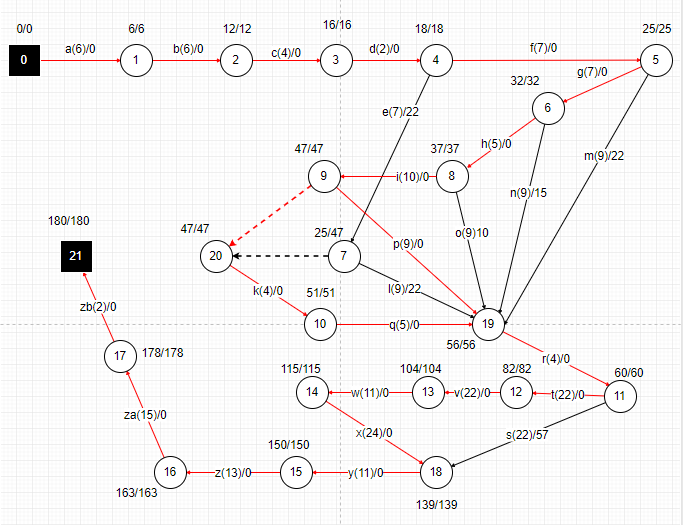 0/0
6/6
12/12
16/16
18/18
25/25
0
a(6)/0
1
b(6)/0
2
c(4)/0
3
d(2)/0
4
f(7)/0
5
g(7)/0
32/32
6
e(7)/22
h(5)/0
m(9)/22
47/47
37/37
9
i(10)/0
8
n(9)/15
180/180
47/47
25/47
p(9)/0
o(9)10
21
20
7
k(4)/0
51/51
l(9)/22
zb(2)/0
10
q(5)/0
19
56/56
17
178/178
r(4)/0
115/115
104/104
82/82
60/60
14
w(11)/0
13
v(22)/0
12
t(22)/0
11
za(15)/0
x(24)/0
s(22)/57
150/150
16
z(13)/0
15
y(11)/0
18
163/163
139/139